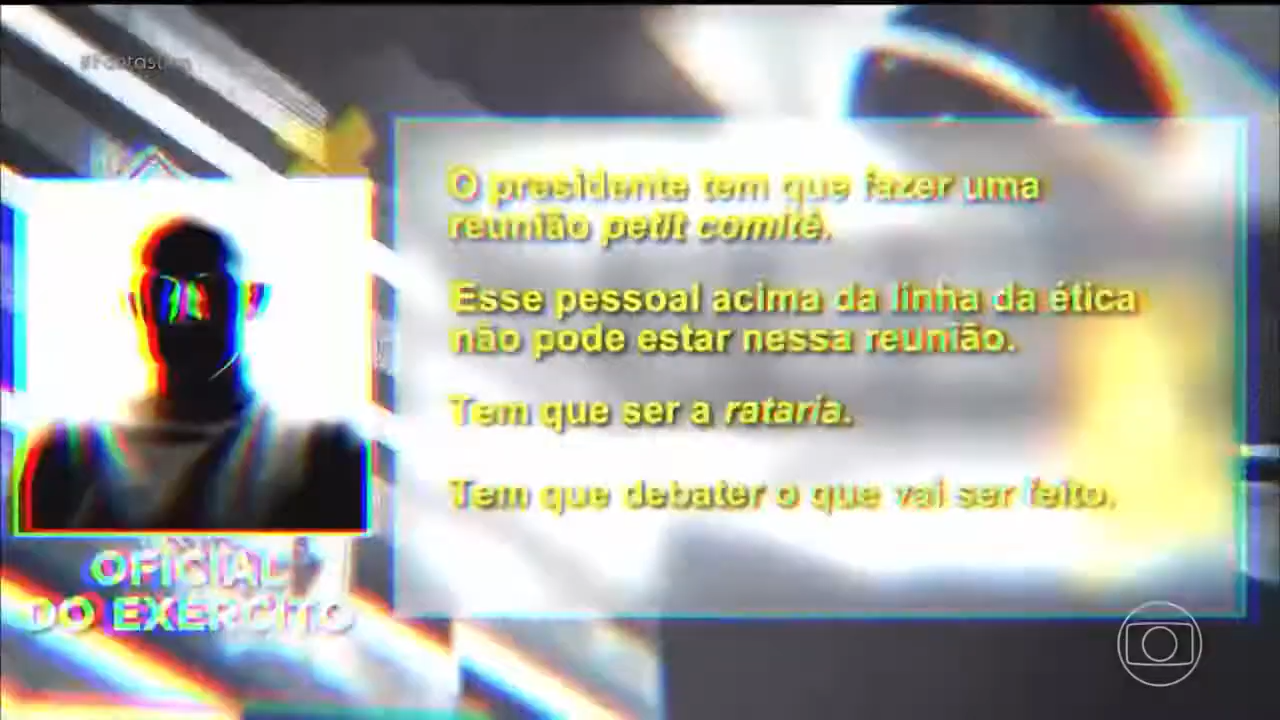 #Fantástico
O presidente tem que fazer uma
reunião petit comitê.
Esse pessoal acima da linha da ética
não pode estar nessa reunião.
Tem que ser a rataria.
Tem que debater o que vai ser feito.
OFICIAL
DO EXÉRCITO